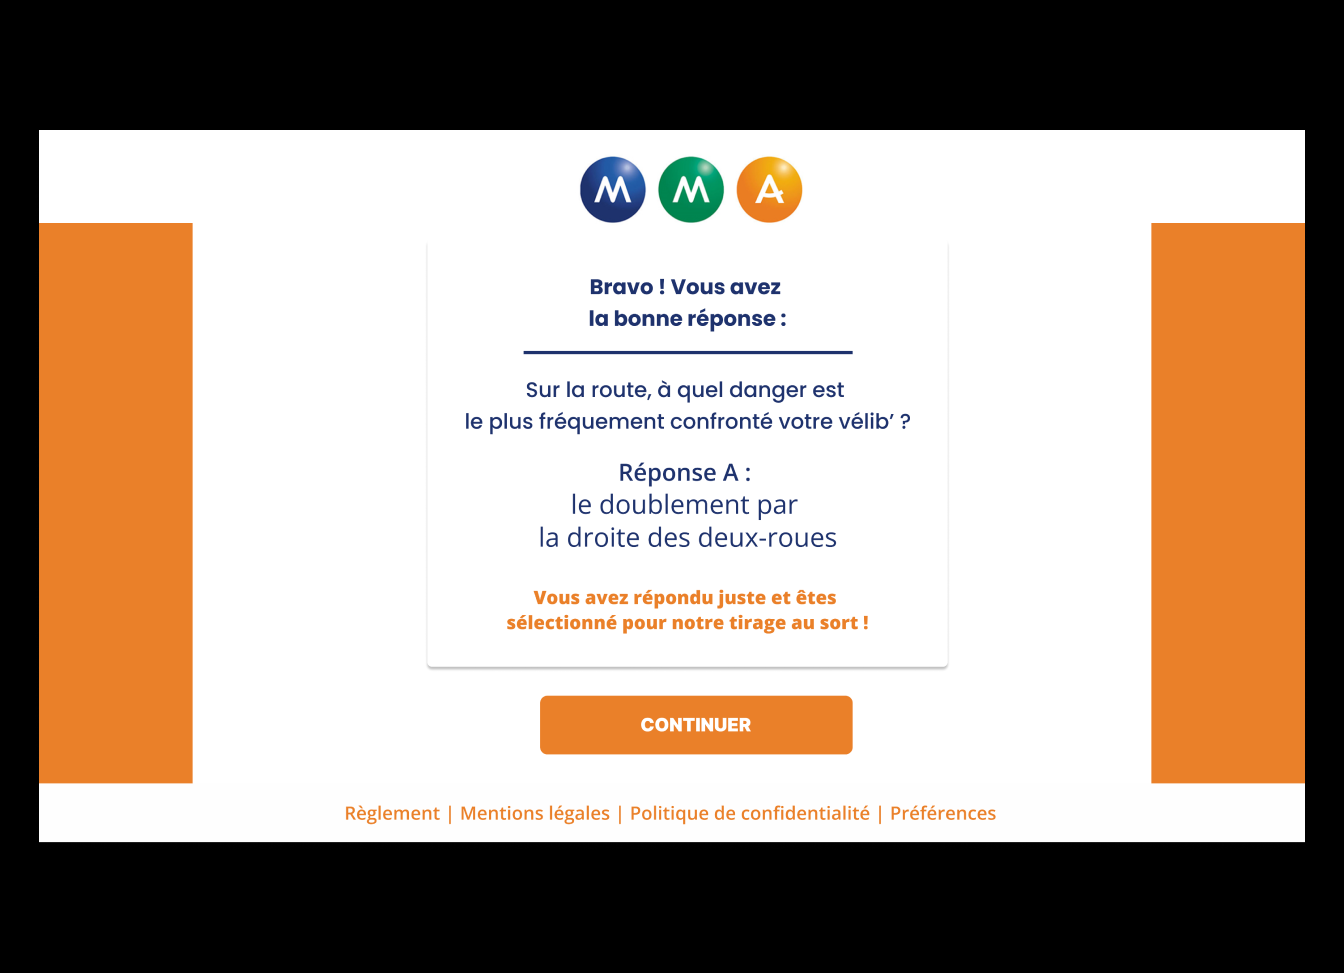 MMA
Bravo ! Vous avez
la bonne réponse :
Sur la route, à quel danger est
le plus fréquemment confronté votre vélib’ ?
Réponse A :
le doublement par
la droite des deux-roues
Vous avez répondu juste et êtes
sélectionné pour notre tirage au sort !
CONTINUER
Règlement | Mentions légales | Politique de confidentialité | Préférences